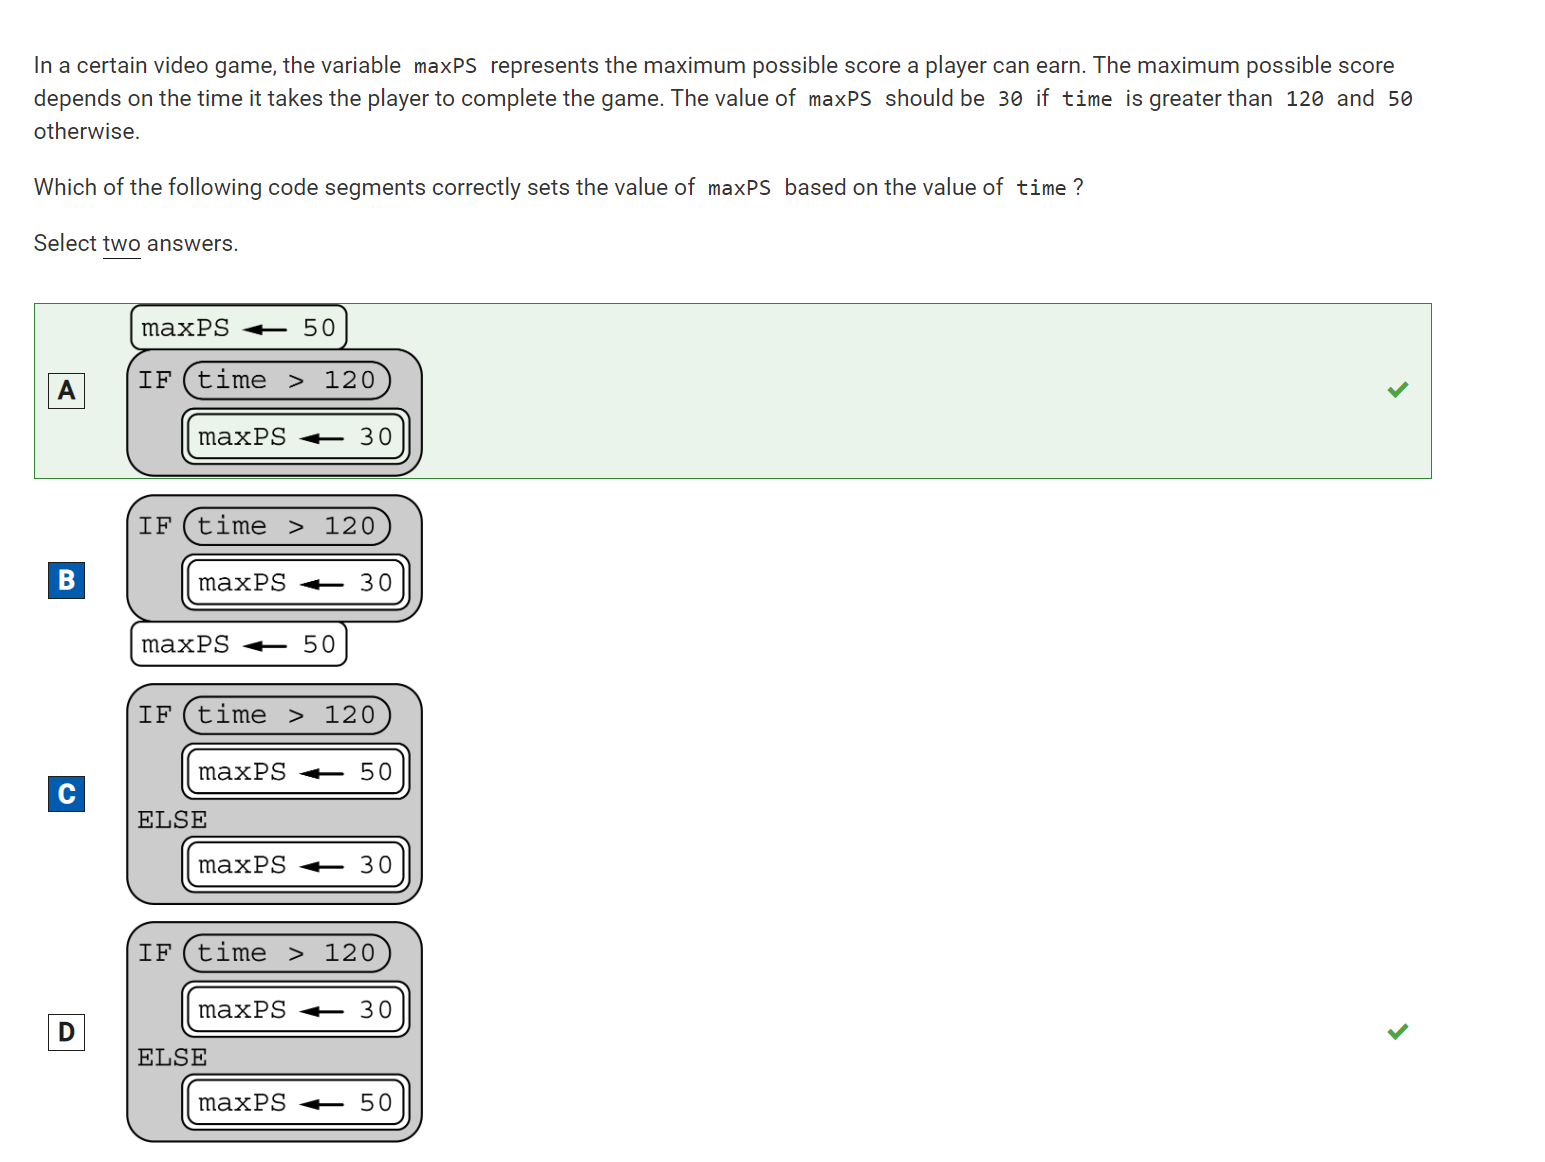 In a certain video game, the variable maxPS represents the maximum possible score a player can earn. The maximum possible score
depends on the time it takes the player to complete the game. The value of maxPS should be 30 if time is greater than 120 and 50
otherwise.
Which of the following code segments correctly sets the value of maxPS based on the value of time ?
Select two answers.
A
maxPS ← 50
IF time > 120
maxPS ← 30
B
IF time > 120
maxPS ← 30
maxPS ← 50
C
IF time > 120
maxPS ← 50
ELSE
maxPS ← 30
D
IF time > 120
maxPS ← 30
ELSE
maxPS ← 50